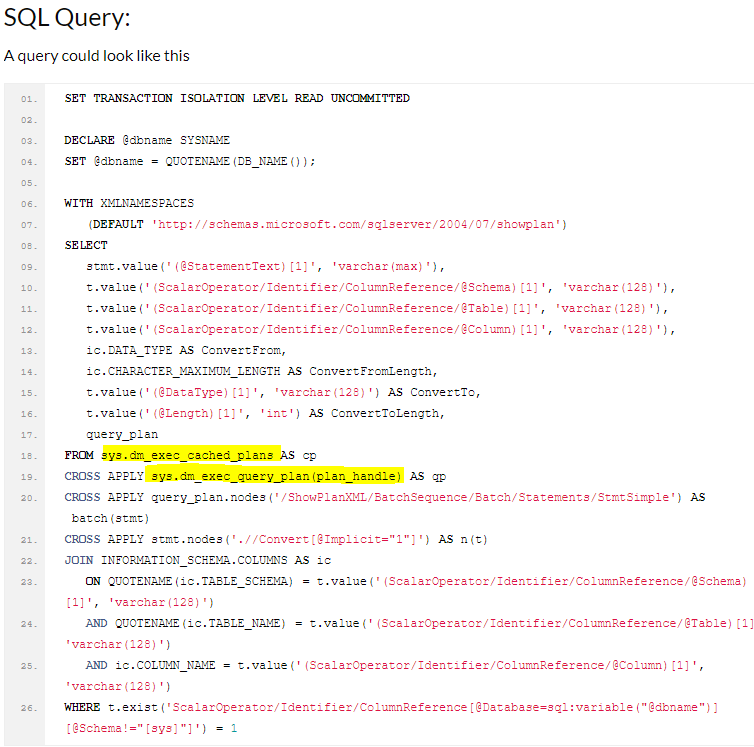 SQL Query:
A query could look like this
01. SET TRANSACTION ISOLATION LEVEL READ UNCOMMITTED
02.
03. DECLARE @dbname SYSNAME
04. SET @dbname = QUOTENAME(DB_NAME());
05.
06. WITH XMLNAMESPACES
07. (DEFAULT 'http://schemas.microsoft.com/sqlserver/2004/07/showplan')
08. SELECT
09. stmt.value('(@StatementText)[1]', 'varchar(max)'),
10. t.value('(ScalarOperator/Identifier/ColumnReference/@Schema)[1]', 'varchar(128)'),
11. t.value('(ScalarOperator/Identifier/ColumnReference/@Table)[1]', 'varchar(128)'),
12. t.value('(ScalarOperator/Identifier/ColumnReference/@Column)[1]', 'varchar(128)'),
13. ic.DATA_TYPE AS ConvertFrom,
14. ic.CHARACTER_MAXIMUM_LENGTH AS ConvertFromLength,
15. t.value('(@DataType)[1]', 'varchar(128)') AS ConvertTo,
16. t.value('(@Length)[1]', 'int') AS ConvertToLength,
17. query_plan
18. FROM sys.dm_exec_cached_plans AS cp
19. CROSS APPLY sys.dm_exec_query_plan(plan_handle) AS qp
20. CROSS APPLY query_plan.nodes('/ShowPlanXML/BatchSequence/Batch/Statements/StmtSimple') AS
batch(stmt)
21. CROSS APPLY stmt.nodes('.//Convert[@Implicit="1"]') AS n(t)
22. JOIN INFORMATION_SCHEMA.COLUMNS AS ic
23. ON QUOTENAME(ic.TABLE_SCHEMA) = t.value('(ScalarOperator/Identifier/ColumnReference/@Schema)
[1]', 'varchar(128)')
24. AND QUOTENAME(ic.TABLE_NAME) = t.value('(ScalarOperator/Identifier/ColumnReference/@Table)[1]
'varchar(128)')
25. AND ic.COLUMN_NAME = t.value('(ScalarOperator/Identifier/ColumnReference/@Column)[1]',
'varchar(128)')
26. WHERE t.exist('ScalarOperator/Identifier/ColumnReference[@Database=sql:variable("@dbname")]
[@Schema!="[sys]"]') = 1